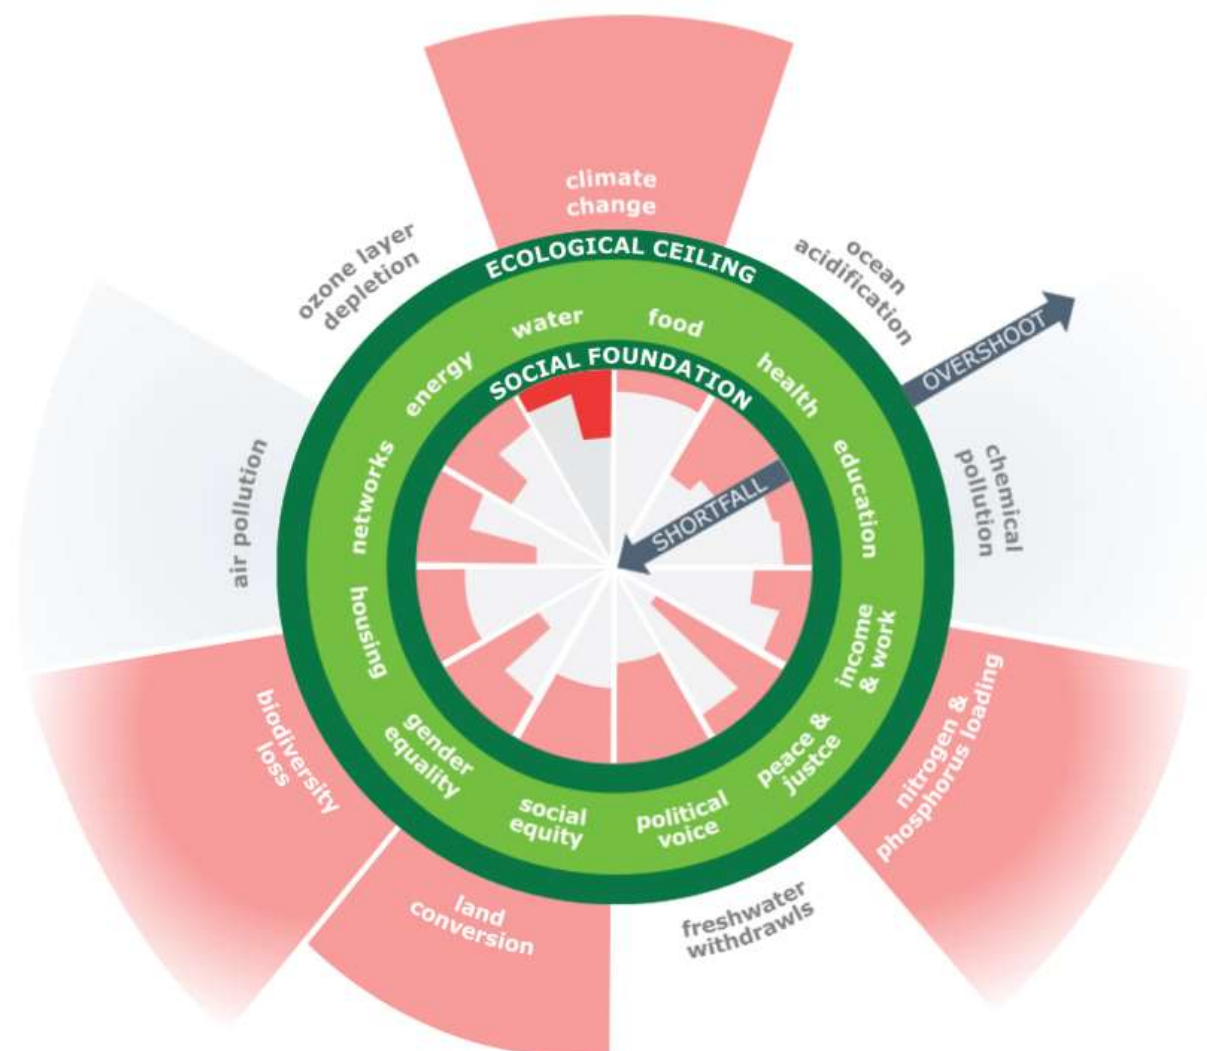 climate
change
ozone layer
depletion
ocean
acidification
ECOLOGICAL CEILING
water
food
energy
health
SOCIAL FOUNDATION
OVERSHOOT
networks
education
SHORTFALL
air pollution
chemical
pollution
housing
income
& work
biodiversity
loss
gender
equality
peace &
justce
nitrogen &
phosphorus loading
social
equity
political
voice
land
conversion
freshwater
withdrawls